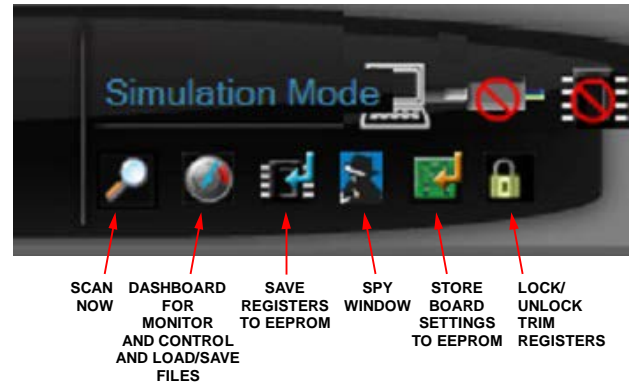 Simulation Mode
SCAN
NOW
DASHBOARD
FOR
MONITOR
AND CONTROL
AND LOAD/SAVE
FILES
SAVE
REGISTERS
TO EEPROM
SPY
WINDOW
STORE
BOARD
SETTINGS
TO EEPROM
LOCK/
UNLOCK
TRIM
REGISTERS